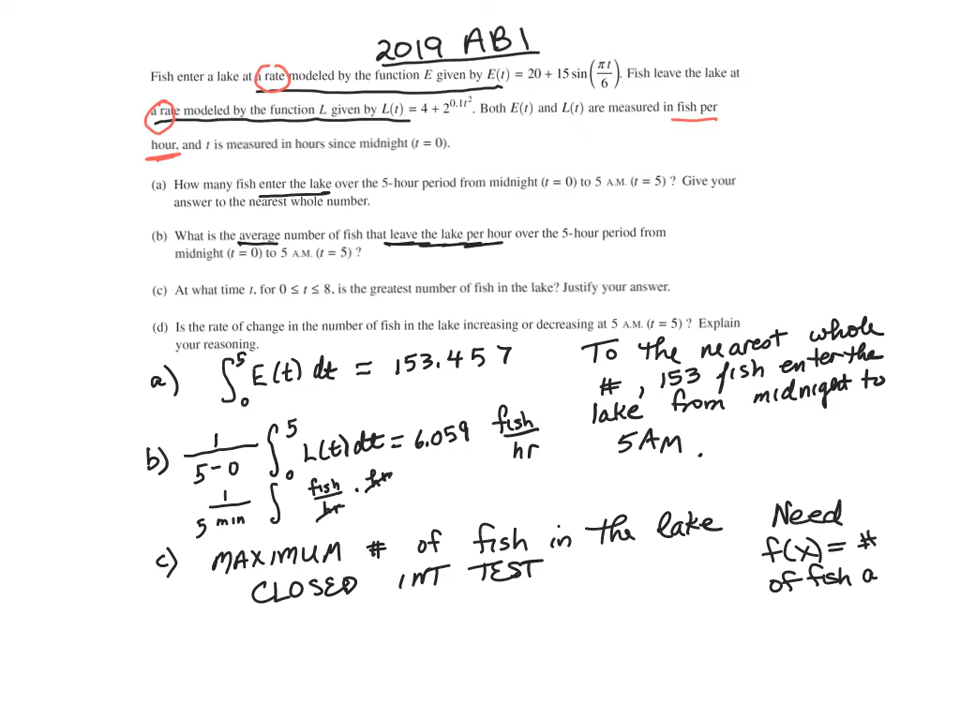 2019 AB1
Fish enter a lake at a rate modeled by the function E given by E(t) = 20 + 15 sin(πt/6). Fish leave the lake at
a rate modeled by the function L given by L(t) = 4 + 2^(0.1t²). Both E(t) and L(t) are measured in fish per
hour, and t is measured in hours since midnight (t = 0).
(a) How many fish enter the lake over the 5-hour period from midnight (t = 0) to 5 A.M. (t = 5) ? Give your
answer to the nearest whole number.
(b) What is the average number of fish that leave the lake per hour over the 5-hour period from
midnight (t = 0) to 5 A.M. (t = 5) ?
(c) At what time t, for 0 ≤ t ≤ 8, is the greatest number of fish in the lake? Justify your answer.
(d) Is the rate of change in the number of fish in the lake increasing or decreasing at 5 A.M. (t = 5) ? Explain
your reasoning.
a) ∫₀⁵ E(t) dt = 153.457
To the nearest whole
#, 153 fish enter the
lake from midnight to
5AM.
b) 1/(5-0) ∫₀⁵ L(t)dt = 6.059 fish/hr
1/(5 min) ∫ fish/hr · hr
c) MAXIMUM # of fish in the lake
CLOSED INT TEST
Need
f(x) = #
of fish a